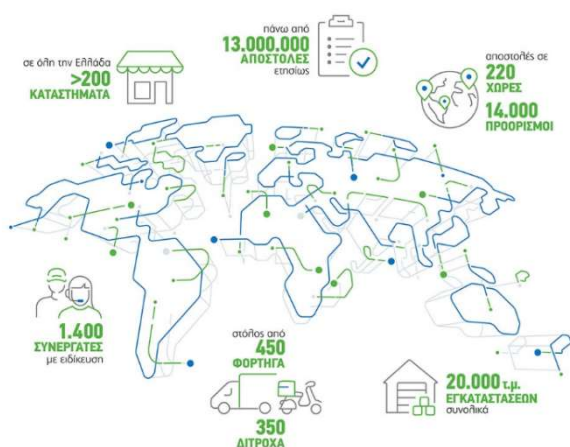 σε όλη την Ελλάδα
>200
ΚΑΤΑΣΤΗΜΑΤΑ
πάνω από
13.000.000
ΑΠΟΣΤΟΛΕΣ
ετησίως
αποστολές σε
220
ΧΩΡΕΣ
14.000
ΠΡΟΟΡΙΣΜΟΙ
1.400
ΣΥΝΕΡΓΑΤΕΣ
με ειδίκευση
στόλος από
450
ΦΟΡΤΗΓΑ
350
ΔΙΤΡΟΧΑ
20.000 τ.μ.
ΕΓΚΑΤΑΣΤΑΣΕΩΝ
συνολικά